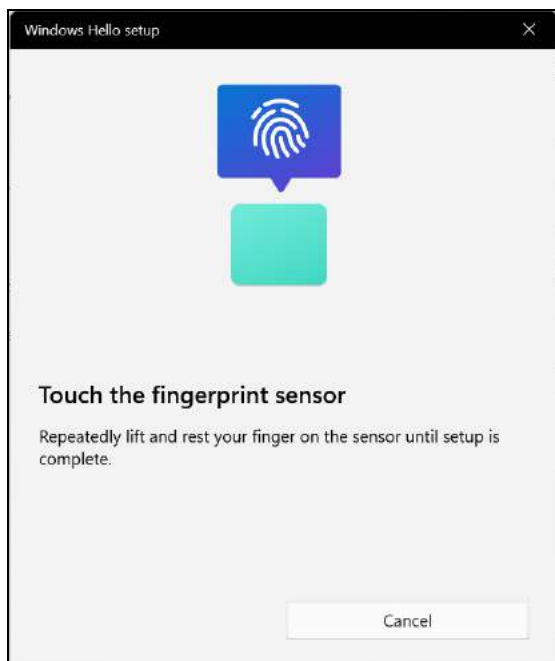 Windows Hello setup
Touch the fingerprint sensor
Repeatedly lift and rest your finger on the sensor until setup is
complete.
Cancel